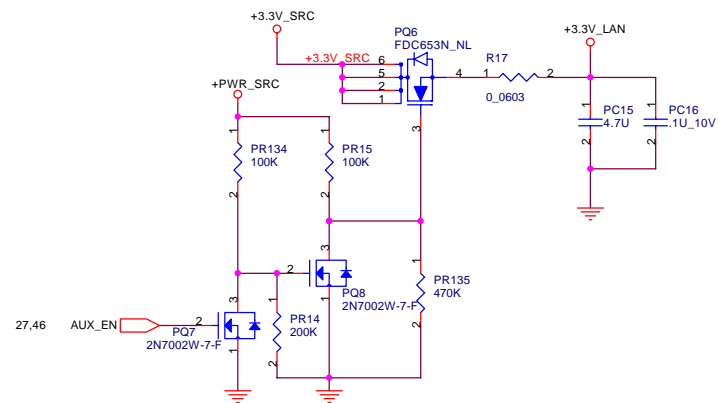 +3.3V_SRC
+3.3V_SRC
PQ6
FDC653N_NL
6
5
2
1
4
3
R17
1
2
0_0603
+3.3V_LAN
1
PC15
4.7U
2
1
PC16
.1U_10V
2
+PWR_SRC
1
PR134
100K
2
1
PR15
100K
2
3
2
1
PQ8
2N7002W-7-F
1
PR135
470K
2
27,46
AUX_EN
2
3
1
PQ7
2N7002W-7-F
1
PR14
200K
2